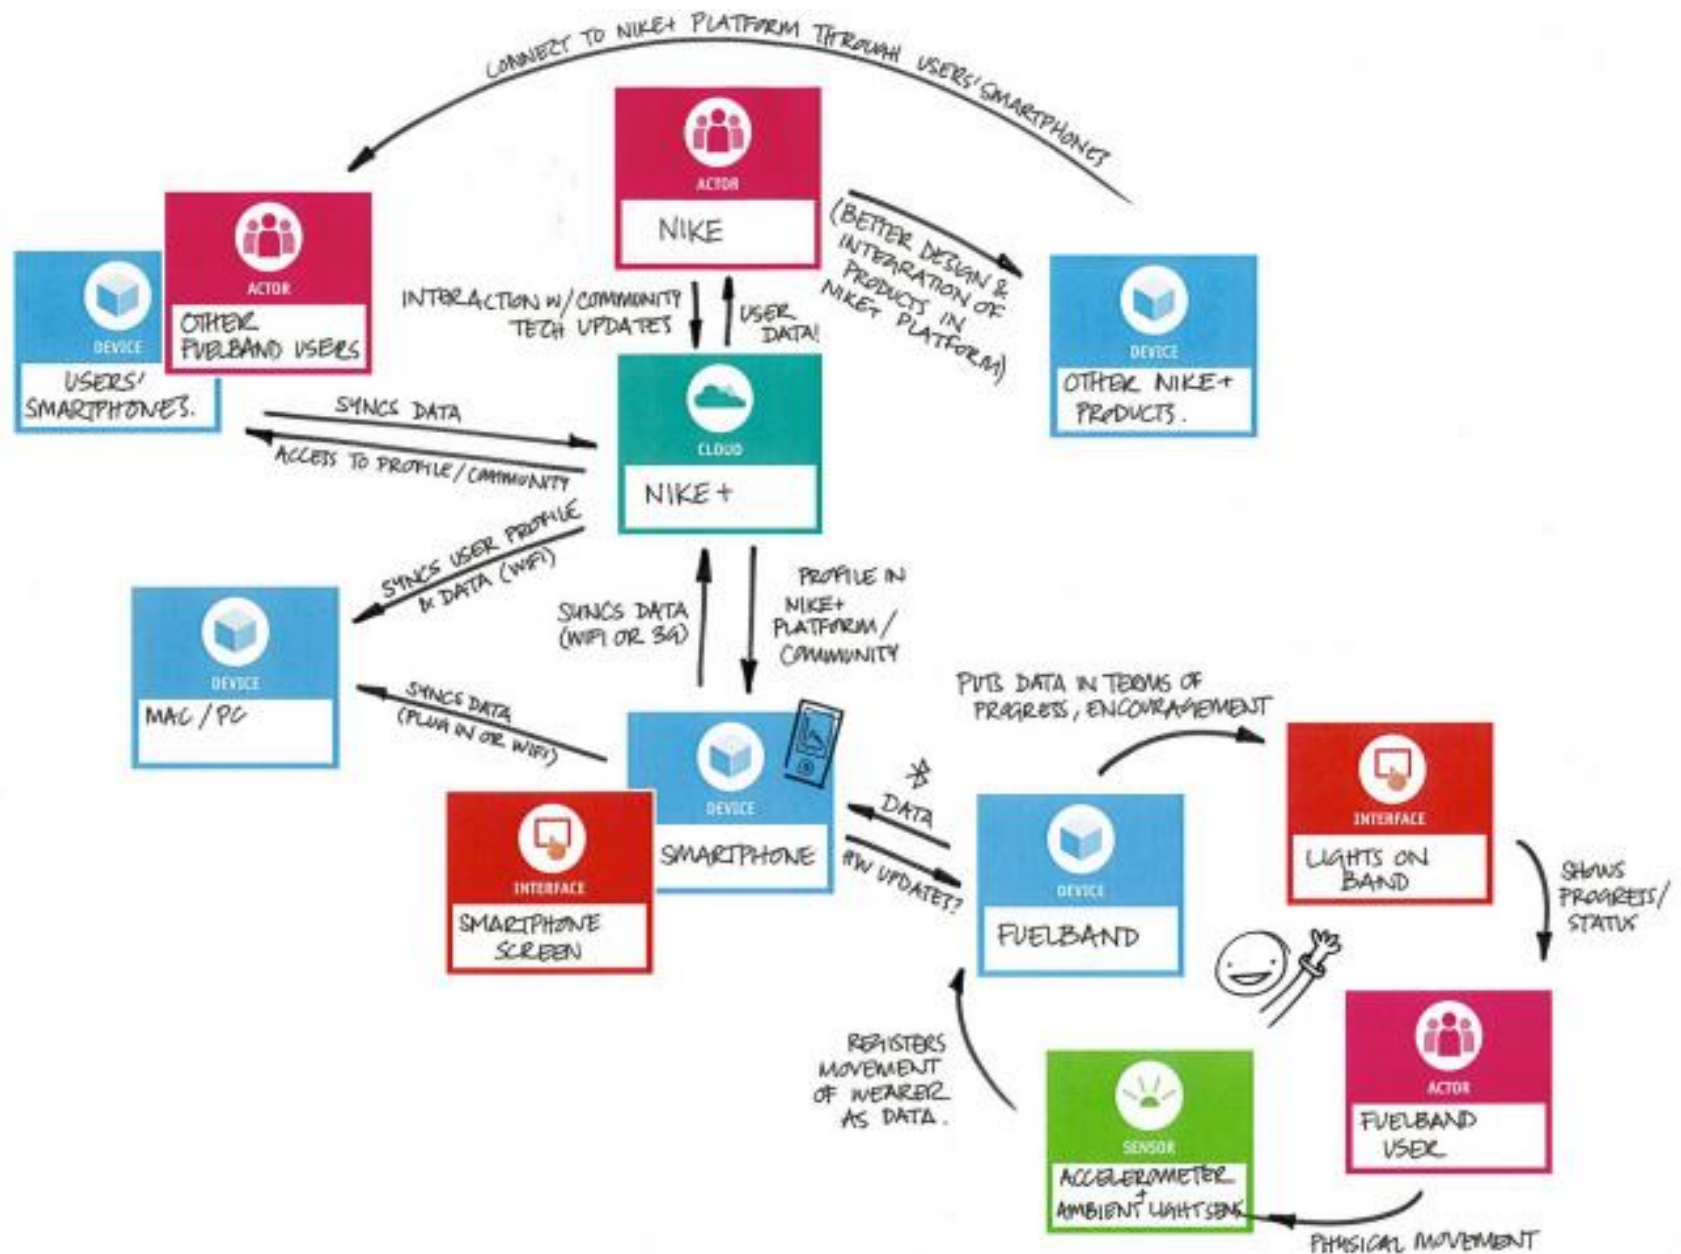 CONNECT TO NIKE+ PLATFORM THROUGH USERS' SMARTPHONES
ACTOR
NIKE
(BETTER DESIGN &
INTEGRATION OF
PRODUCTS IN
NIKE+ PLATFORM)
ACTOR
OTHER
FUELBAND USERS
DEVICE
USERS'
SMARTPHONES.
INTERACTION W/COMMUNITY
TECH UPDATES
USER
DATA!
DEVICE
OTHER NIKE+
PRODUCTS.
SYNCS DATA
ACCESS TO PROFILE/COMMUNITY
CLOUD
NIKE+
SYNCS USER PROFILE
& DATA (WIFI)
SYNCS DATA
(WIFI OR 3G)
PROFILE IN
NIKE+
PLATFORM/
COMMUNITY
DEVICE
MAC/PC
SYNCS DATA
(PLUG IN OR WIFI)
DEVICE
SMARTPHONE
INTERFACE
SMARTPHONE
SCREEN
DATA
HW UPDATES?
PUTS DATA IN TERMS OF
PROGRESS, ENCOURAGEMENT
DEVICE
FUELBAND
INTERFACE
LIGHTS ON
BAND
SHOWS
PROGRESS/
STATUS
REGISTERS
MOVEMENT
OF WEARER
AS DATA.
SENSOR
ACCELEROMETER
+
AMBIENT LIGHT SENS
ACTOR
FUELBAND
USER
PHYSICAL MOVEMENT